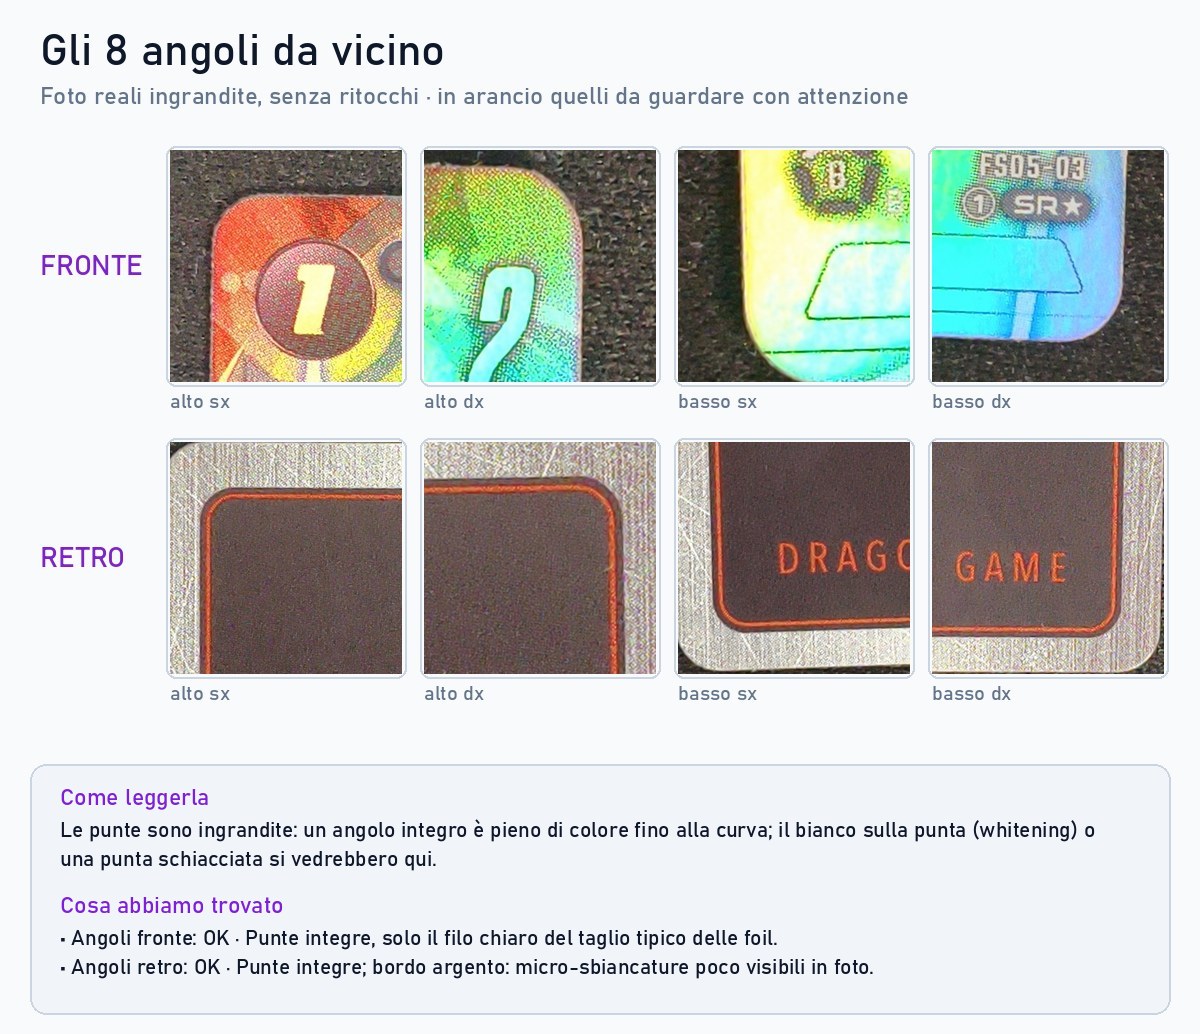 Gli 8 angoli da vicino
Foto reali ingrandite, senza ritocchi · in arancio quelli da guardare con attenzione
FRONTE
1
2
8
FS05-03
1 SR★
alto sx
alto dx
basso sx
basso dx
RETRO
DRAGO
GAME
alto sx
alto dx
basso sx
basso dx
Come leggerla
Le punte sono ingrandite: un angolo integro è pieno di colore fino alla curva; il bianco sulla punta (whitening) o
una punta schiacciata si vedrebbero qui.
Cosa abbiamo trovato
· Angoli fronte: OK · Punte integre, solo il filo chiaro del taglio tipico delle foil.
· Angoli retro: OK · Punte integre; bordo argento: micro-sbiancature poco visibili in foto.